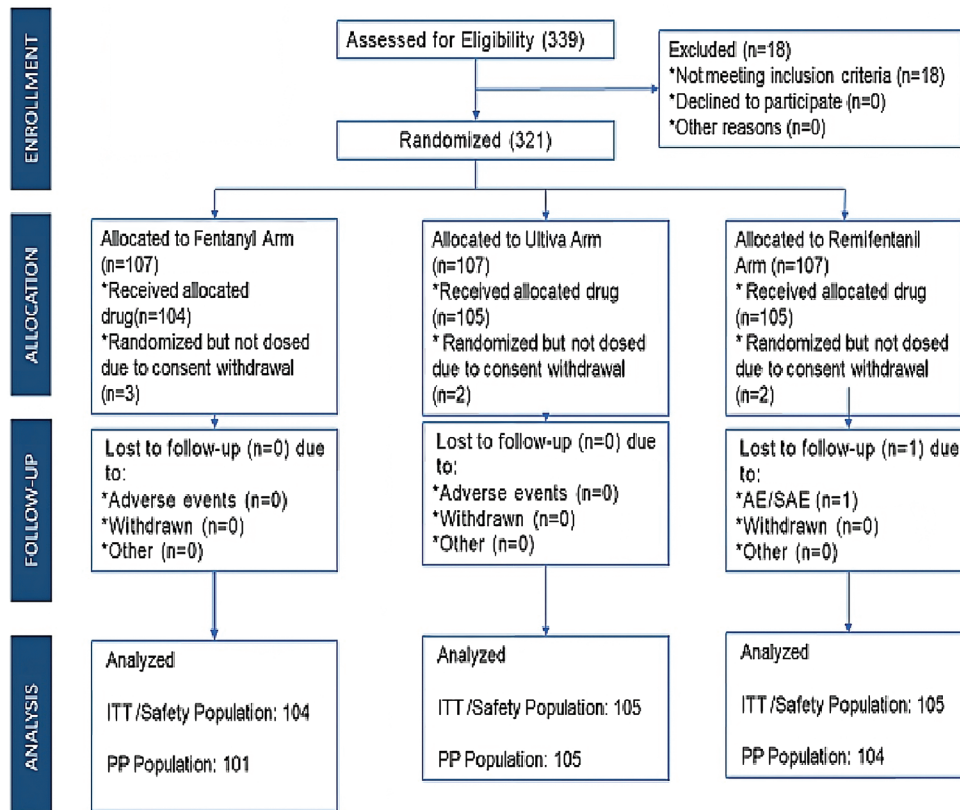 ENROLLMENT
Assessed for Eligibility (339)
Excluded (n=18)
*Not meeting inclusion criteria (n=18)
*Declined to participate (n=0)
*Other reasons (n=0)
Randomized (321)
ALLOCATION
Allocated to Fentanyl Arm
(n=107)
*Received allocated
drug(n=104)
*Randomized but not dosed
due to consent withdrawal
(n=3)
Allocated to Ultiva Arm
(n=107)
*Received allocated drug
(n=105)
* Randomized but not dosed
due to consent withdrawal
(n=2)
Allocated to Remifentanil
Arm (n=107)
* Received allocated drug
(n=105)
* Randomized but not dosed
due to consent withdrawal
(n=2)
FOLLOW-UP
Lost to follow-up (n=0) due
to:
*Adverse events (n=0)
*Withdrawn (n=0)
*Other (n=0)
Lost to follow-up (n=0) due
to:
*Adverse events (n=0)
*Withdrawn (n=0)
*Other (n=0)
Lost to follow-up (n=1) due
to:
*AE/SAE (n=1)
*Withdrawn (n=0)
*Other (n=0)
ANALYSIS
Analyzed
ITT /Safety Population: 104
PP Population: 101
Analyzed
ITT /Safety Population: 105
PP Population: 105
Analyzed
ITT /Safety Population: 105
PP Population: 104